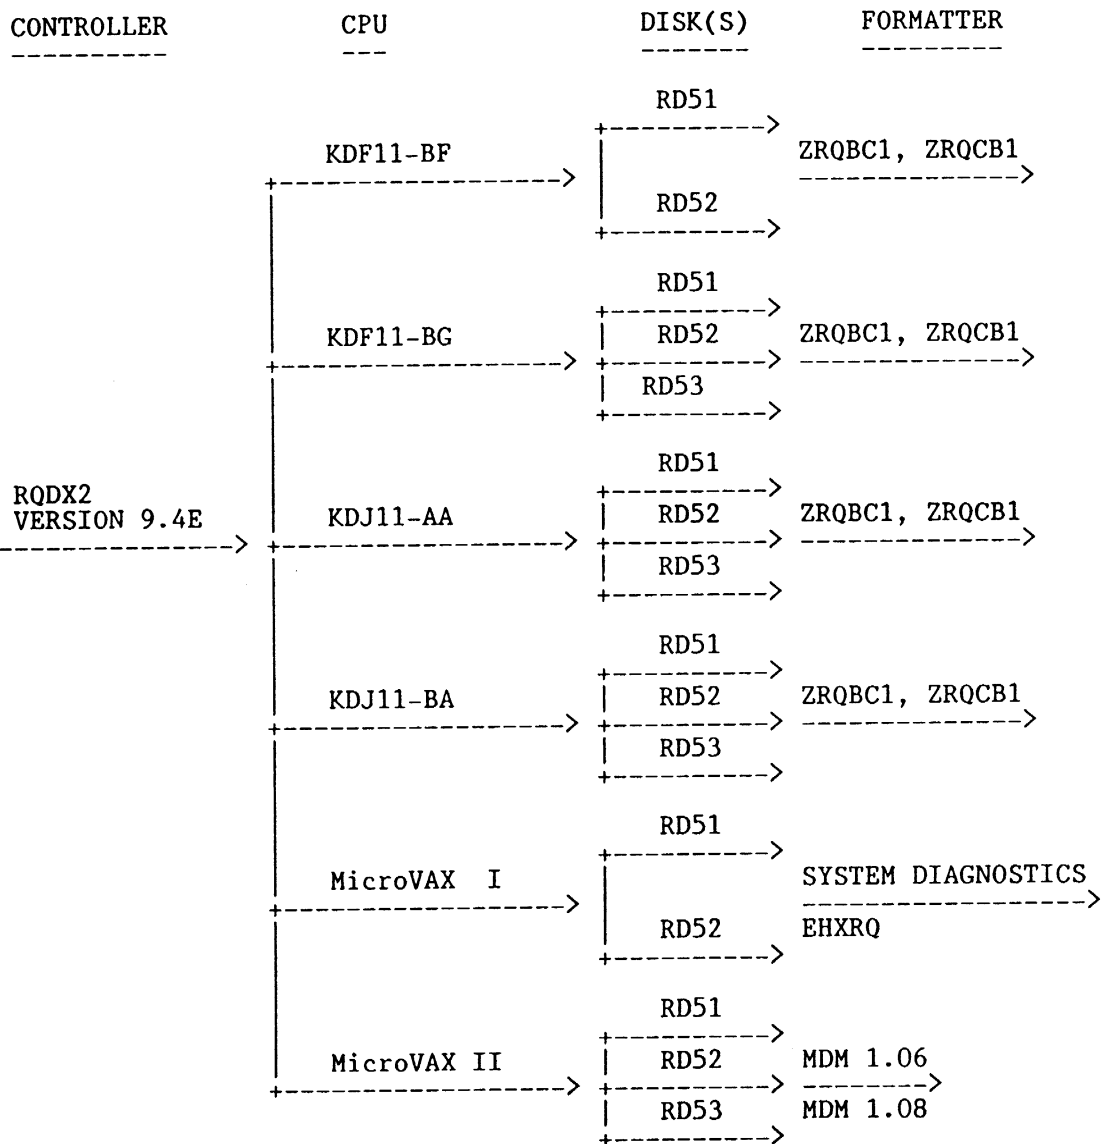 CONTROLLER CPU DISK(S) FORMATTER
RD51
KDF11-BF ZRQBC1, ZRQCB1
RD52
RD51
KDF11-BG RD52 ZRQBC1, ZRQCB1
RD53
RD51
RQDX2
VERSION 9.4E KDJ11-AA RD52 ZRQBC1, ZRQCB1
RD53
RD51
KDJ11-BA RD52 ZRQBC1, ZRQCB1
RD53
RD51
MicroVAX I SYSTEM DIAGNOSTICS
RD52 EHXRQ
RD51
MicroVAX II RD52 MDM 1.06
RD53 MDM 1.08